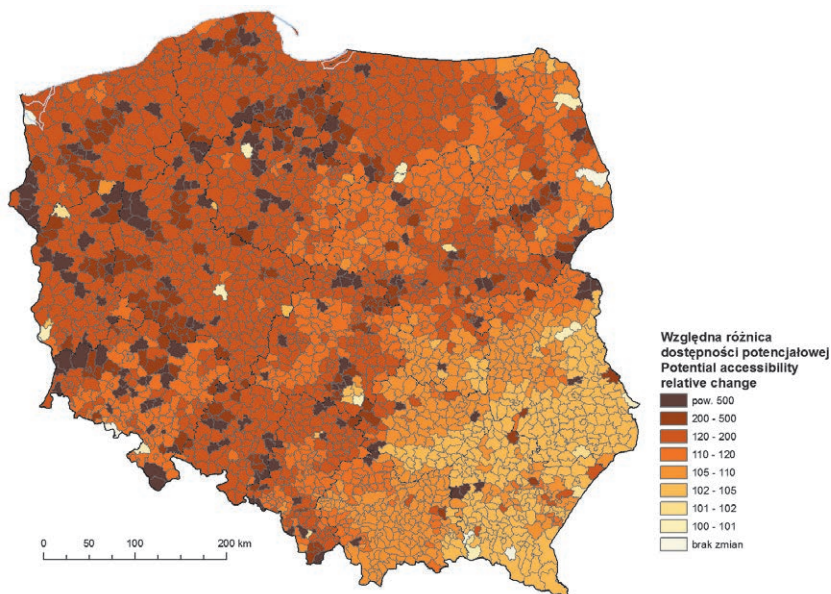 Względna różnica
dostępności potencjałowej
Potential accessibility
relative change
pow. 500
200 - 500
120 - 200
110 - 120
105 - 110
102 - 105
101 - 102
100 - 101
brak zmian
0 50 100 200 km